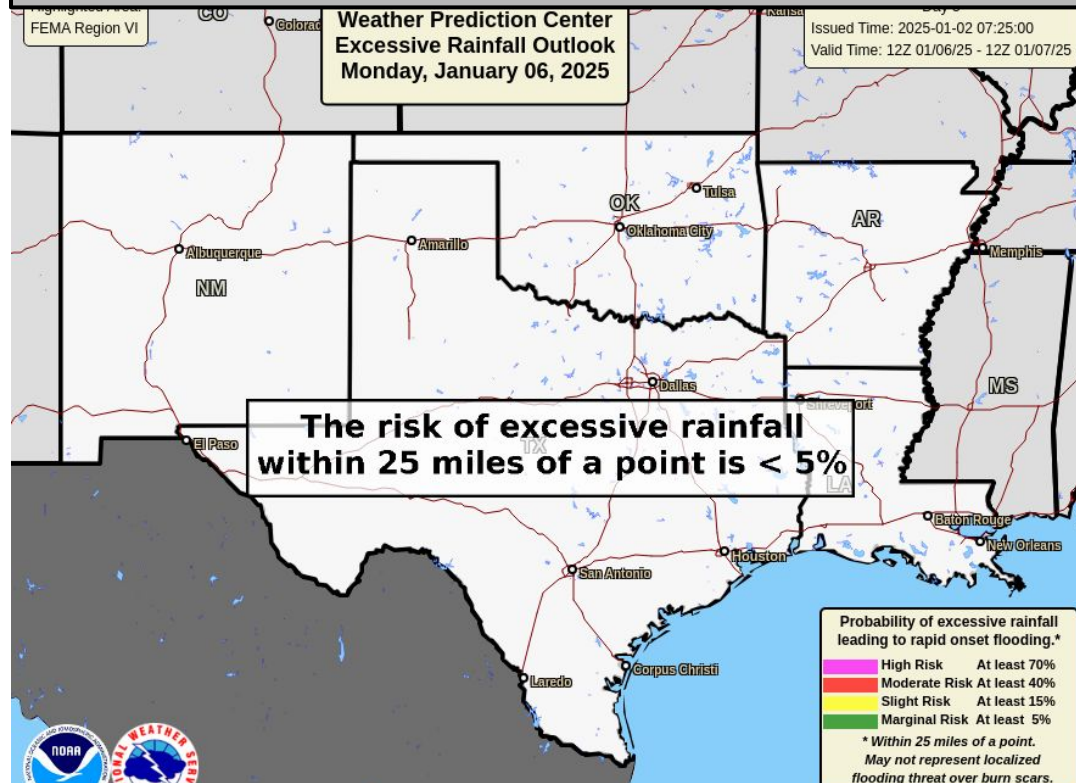 Highlighted Area:
FEMA Region VI
Weather Prediction Center
Excessive Rainfall Outlook
Monday, January 06, 2025
Issued Time: 2025-01-02 07:25:00
Valid Time: 12Z 01/06/25 - 12Z 01/07/25
CO
Colorad
Kansa
Tulsa
OK
Oklahoma City
AR
Albuquerque
Amarillo
Memphis
NM
Dallas
MS
Shreveport
El Paso
The risk of excessive rainfall
within 25 miles of a point is < 5%
TX
LA
Baton Rouge
New Orleans
Houston
San Antonio
Corpus Christi
Laredo
Probability of excessive rainfall
leading to rapid onset flooding.*
High Risk At least 70%
Moderate Risk At least 40%
Slight Risk At least 15%
Marginal Risk At least 5%
* Within 25 miles of a point.
May not represent localized
flooding threat over burn scars.
NOAA